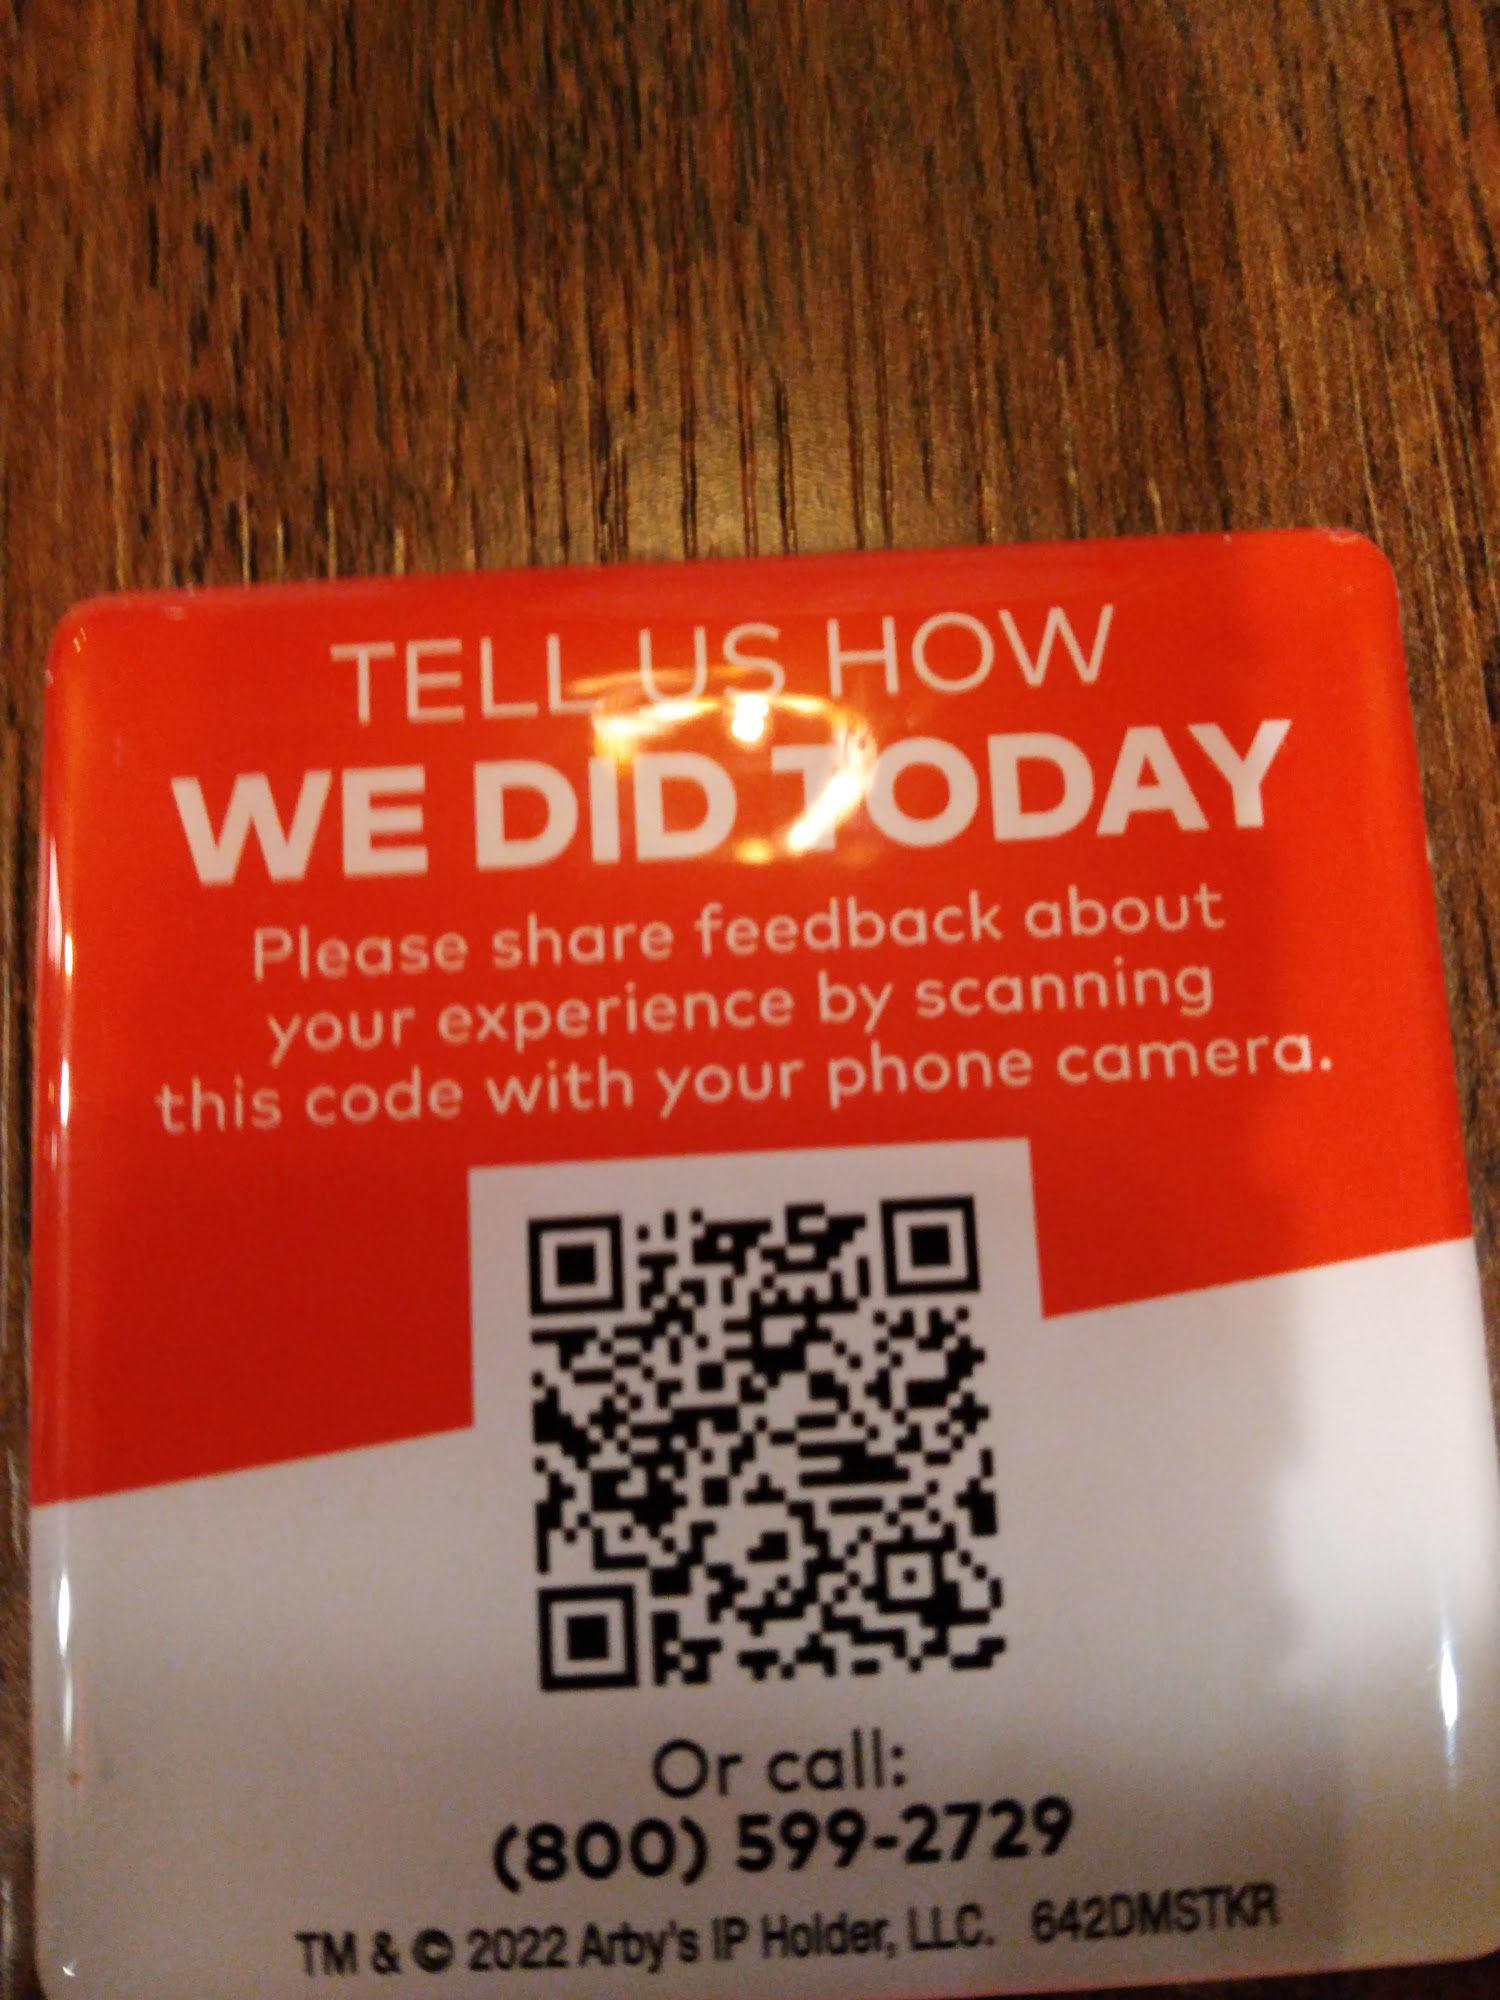 TELL US HOW
WE DID TODAY
Please share feedback about
your experience by scanning
this code with your phone camera.
Or call:
(800) 599-2729
TM & © 2022 Arby's IP Holder, LLC. 642DMSTKR